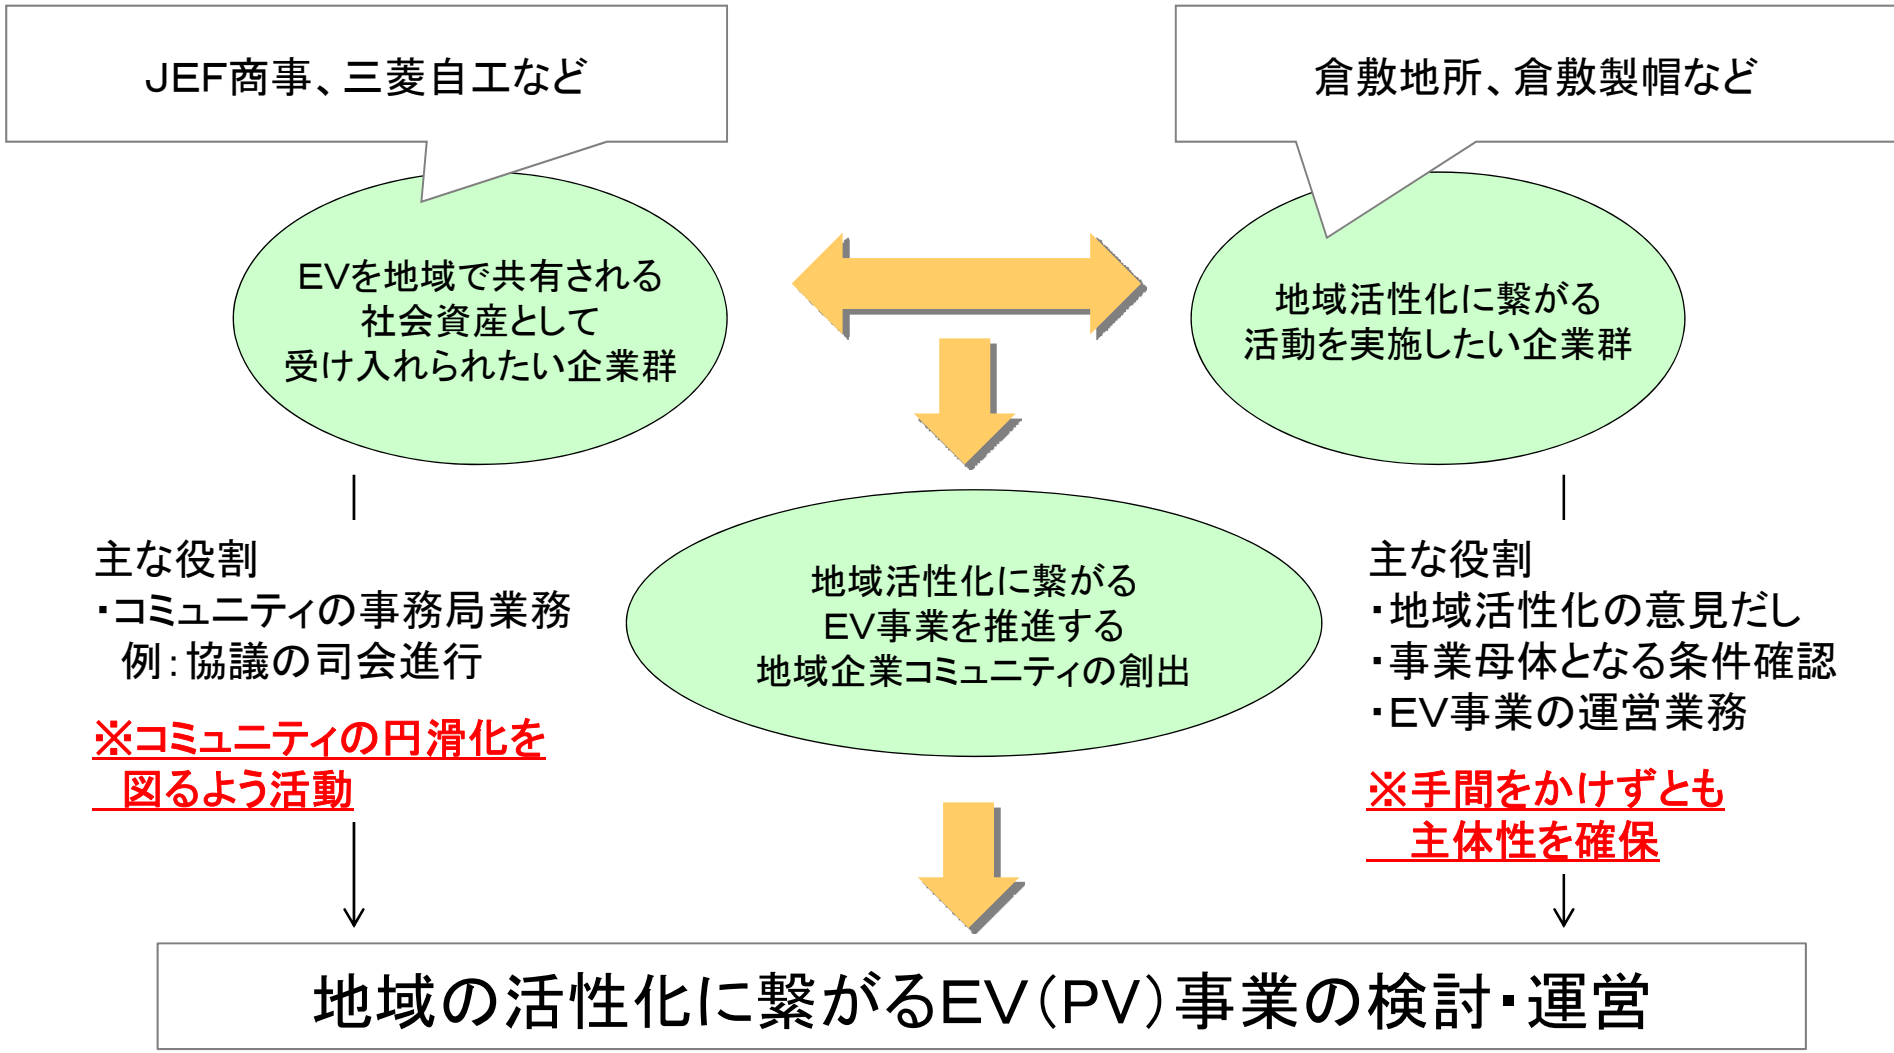 JEF商事、三菱自工など
倉敷地所、倉敷製帽など
EVを地域で共有される
社会資産として
受け入れられたい企業群
地域活性化に繋がる
活動を実施したい企業群
地域活性化に繋がる
EV事業を推進する
地域企業コミュニティの創出
主な役割
・コミュニティの事務局業務
例：協議の司会進行
※コミュニティの円滑化を
図るよう活動
主な役割
・地域活性化の意見だし
・事業母体となる条件確認
・EV事業の運営業務
※手間をかけずとも
主体性を確保
地域の活性化に繋がるEV（PV）事業の検討・運営